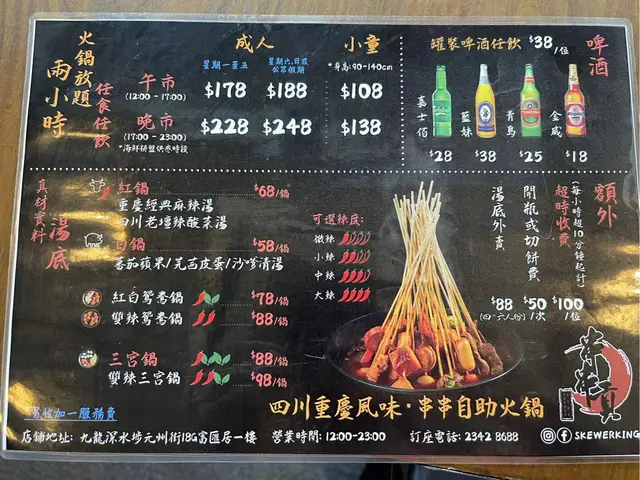 火鍋放題
兩小時
任食任飲
成人
小童
星期一至五
星期六,日及
公眾假期
*身高:90-140cm
午市
(12:00 - 17:00)
$178
$188
$108
晚市
(17:00 - 23:00)
$228
$248
$138
*海鮮研盤供應時段
罐裝啤酒任飲 $38/位
啤酒
嘉士伯
藍妹
青島
金威
$28
$38
$25
$18
真材實料
湯底
紅鍋 $68/鍋
重慶經典麻辣湯
四川老壇辣酸菜湯
白鍋 $58/鍋
番茄蘋果/芫茜皮蛋/沙嗲清湯
紅白鴛鴦鍋 $78/鍋
雙辣鴛鴦鍋 $88/鍋
三宮鍋 $88/鍋
雙辣三宮鍋 $98/鍋
可選辣度:
微辣
小辣
中辣
大辣
額外
超時收費
(每小時超10分鐘起計)
$100/位
開瓶或切餅費
$50/次
湯底外賣
$88
(四-六人份)
另收加一服務費
四川重慶風味·串串自助火鍋
店鋪地址: 九龍深水埗元州街18G富匯居一樓 營業時間: 12:00-23:00 訂座電話: 2342 8688
SKEWERKING